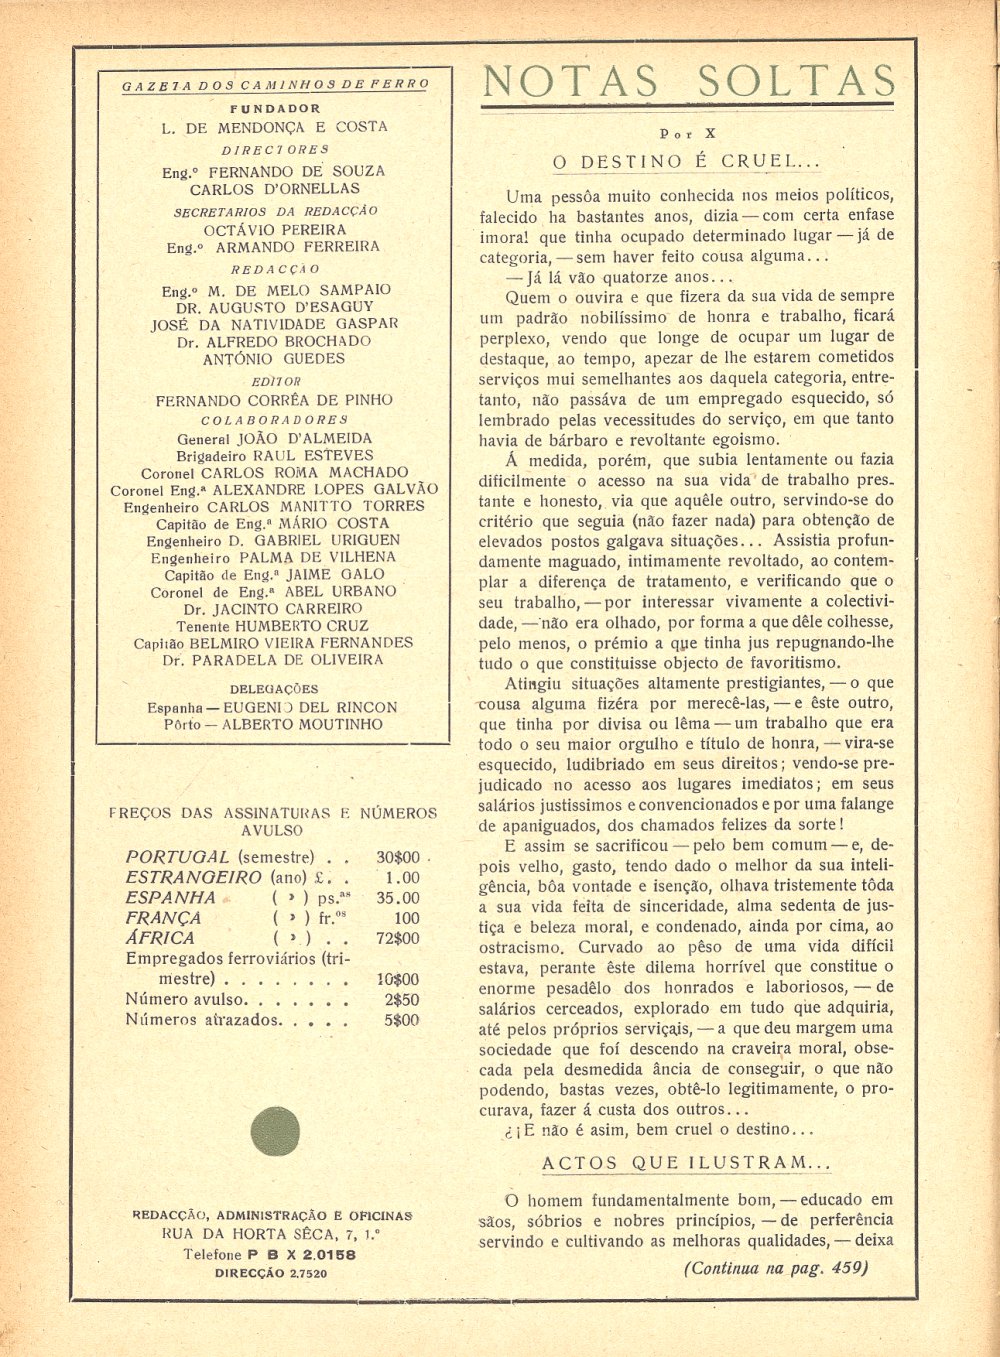 GAZETA DOS CAMINHOS DE FERRO
FUNDADOR
L. DE MENDONÇA E COSTA
DIRECTORES
Eng.º FERNANDO DE SOUZA
CARLOS D'ORNELLAS
SECRETARIOS DA REDACÇÃO
OCTÁVIO PEREIRA
Eng.º ARMANDO FERREIRA
REDACÇÃO
Eng.º M. DE MELO SAMPAIO
DR. AUGUSTO D'ESAGUY
JOSÉ DA NATIVIDADE GASPAR
Dr. ALFREDO BROCHADO
ANTÓNIO GUEDES
EDITOR
FERNANDO CORRÊA DE PINHO
COLABORADORES
General JOÃO D'ALMEIDA
Brigadeiro RAUL ESTEVES
Coronel CARLOS ROMA MACHADO
Coronel Eng.ª ALEXANDRE LOPES GALVÃO
Engenheiro CARLOS MANITTO TORRES
Capitão de Eng.ª MÁRIO COSTA
Engenheiro D. GABRIEL URIGUEN
Engenheiro PALMA DE VILHENA
Capitão de Eng.ª JAIME GALO
Coronel de Eng.ª ABEL URBANO
Dr. JACINTO CARREIRO
Tenente HUMBERTO CRUZ
Capitão BELMIRO VIEIRA FERNANDES
Dr. PARADELA DE OLIVEIRA
DELEGAÇÕES
Espanha — EUGENIO DEL RINCON
Pôrto — ALBERTO MOUTINHO
PREÇOS DAS ASSINATURAS E NÚMEROS
AVULSO
PORTUGAL (semestre) . . 30$00
ESTRANGEIRO (ano) £. . 1.00
ESPANHA ( » ) ps.as 35.00
FRANÇA ( » ) fr.os 100
ÁFRICA ( » ) . . 72$00
Empregados ferroviários (tri-
mestre) . . . . . . . . 10$00
Número avulso. . . . . . . 2$50
Números atrazados. . . . . 5$00
REDACÇÃO, ADMINISTRAÇÃO E OFICINAS
RUA DA HORTA SÊCA, 7, 1.º
Telefone P B X 2.0158
DIRECÇÃO 2.7520
NOTAS SOLTAS
Por X
O DESTINO É CRUEL...
Uma pessôa muito conhecida nos meios políticos,
falecido ha bastantes anos, dizia — com certa enfase
imoral que tinha ocupado determinado lugar — já de
categoria, — sem haver feito cousa alguma...
— Já lá vão quatorze anos...
Quem o ouvira e que fizera da sua vida de sempre
um padrão nobilíssimo de honra e trabalho, ficará
perplexo, vendo que longe de ocupar um lugar de
destaque, ao tempo, apezar de lhe estarem cometidos
serviços mui semelhantes aos daquela categoria, entre-
tanto, não passáva de um empregado esquecido, só
lembrado pelas vecessitudes do serviço, em que tanto
havia de bárbaro e revoltante egoismo.
Á medida, porém, que subia lentamente ou fazia
dificilmente o acesso na sua vida de trabalho pres-
tante e honesto, via que aquêle outro, servindo-se do
critério que seguia (não fazer nada) para obtenção de
elevados postos galgava situações... Assistia profun-
damente maguado, intimamente revoltado, ao contem-
plar a diferença de tratamento, e verificando que o
seu trabalho, — por interessar vivamente a colectivi-
dade, — não era olhado, por forma a que dêle colhesse,
pelo menos, o prémio a que tinha jus repugnando-lhe
tudo o que constituisse objecto de favoritismo.
Atingiu situações altamente prestigiantes, — o que
cousa alguma fizéra por merecê-las, — e êste outro,
que tinha por divisa ou lêma — um trabalho que era
todo o seu maior orgulho e título de honra, — vira-se
esquecido, ludibriado em seus direitos; vendo-se pre-
judicado no acesso aos lugares imediatos; em seus
salários justissimos e convencionados e por uma falange
de apaniguados, dos chamados felizes da sorte!
E assim se sacrificou — pelo bem comum — e, de-
pois velho, gasto, tendo dado o melhor da sua inteli-
gência, bôa vontade e isenção, olhava tristemente tôda
a sua vida feita de sinceridade, alma sedenta de jus-
tiça e beleza moral, e condenado, ainda por cima, ao
ostracismo. Curvado ao pêso de uma vida difícil
estava, perante êste dilema horrível que constitue o
enorme pesadêlo dos honrados e laboriosos, — de
salários cerceados, explorado em tudo que adquiria,
até pelos próprios serviçais, — a que deu margem uma
sociedade que foí descendo na craveira moral, obse-
cada pela desmedida ância de conseguir, o que não
podendo, bastas vezes, obtê-lo legitimamente, o pro-
curava, fazer á custa dos outros...
¿¡E não é asim, bem cruel o destino...
ACTOS QUE ILUSTRAM...
O homem fundamentalmente bom, — educado em
sãos, sóbrios e nobres princípios, — de perferência
servindo e cultivando as melhoras qualidades, — deixa
(Continua na pag. 459)